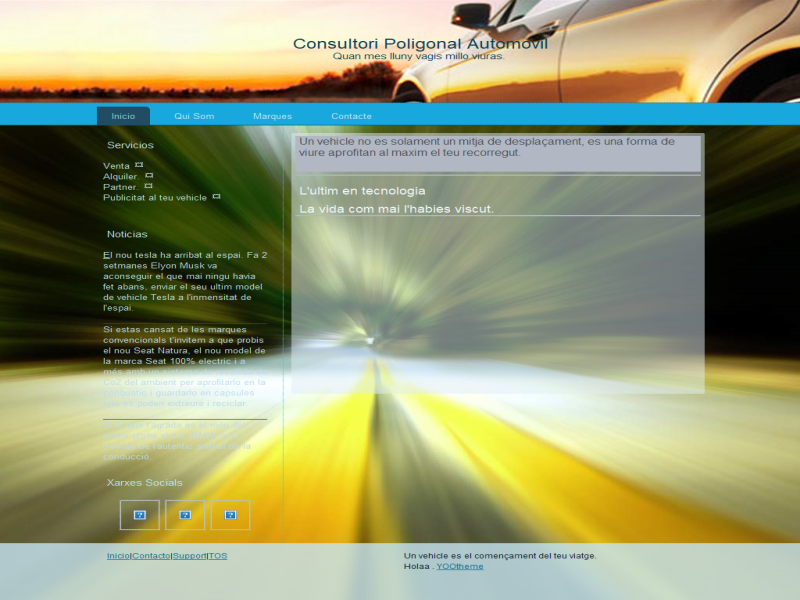 Consultori Poligonal Automovil
Quan mes lluny vagis millo viuras.
Inicio
Qui Som
Marques
Contacte
Servicios
Venta
Alquiler.
Partner.
Publicitat al teu vehicle
Noticias
El nou tesla ha arribat al espai. Fa 2
setmanes Elyon Musk va
aconseguir el que mai ningu havia
fet abans, enviar el seu ultim model
de vehicle Tesla a l'inmensitat de
l'espai.
Si estas cansat de les marques
convencionals t'invitem a que probis
el nou Seat Natura, el nou model de
la marca Seat 100% electric i a
més amb
Co2 del ambient per aprofitarlo en la
i guardarlo en capsules
reciclar.
la
conducció.
Xarxes Socials
Un vehicle no es solament un mitja de desplaçament, es una forma de
viure aprofitan al maxim el teu recorregut.
L'ultim en tecnologia
La vida com mai l'habies viscut.
Inicio|Contacto|Support|TOS
Un vehicle es el començament del teu viatge.
Holaa . YOOtheme